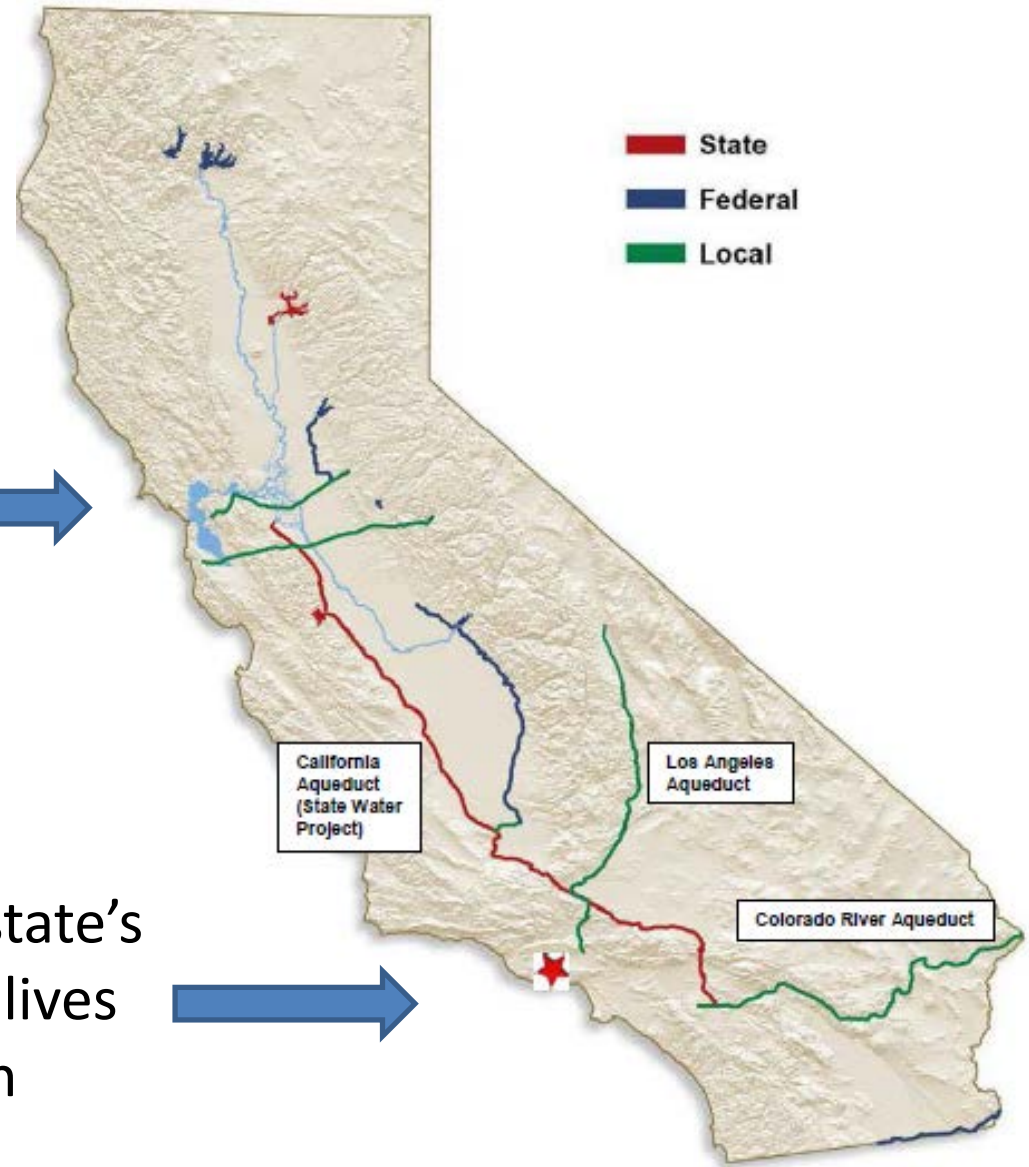 State
Federal
Local
California
Aqueduct
(State Water
Project)
Los Angeles
Aqueduct
Colorado River Aqueduct
state's
lives